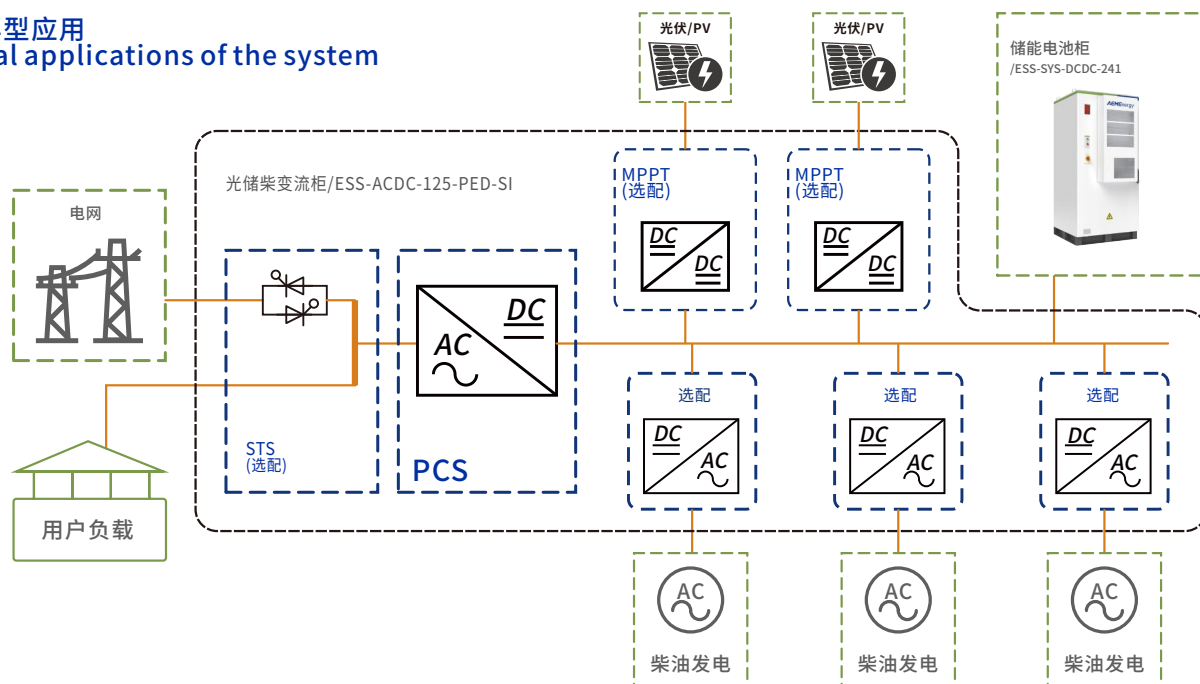 型应用
al applications of the system
光伏/PV
光伏/PV
储能电池柜
/ESS-SYS-DCDC-241
AEMEnergy
光储柴变流柜/ESS-ACDC-125-PED-SI
MPPT
(选配)
MPPT
(选配)
电网
DC
DC
DC
DC
DC
AC
STS
(选配)
PCS
选配
选配
选配
DC
AC
DC
AC
DC
AC
用户负载
AC
AC
AC
柴油发电
柴油发电
柴油发电